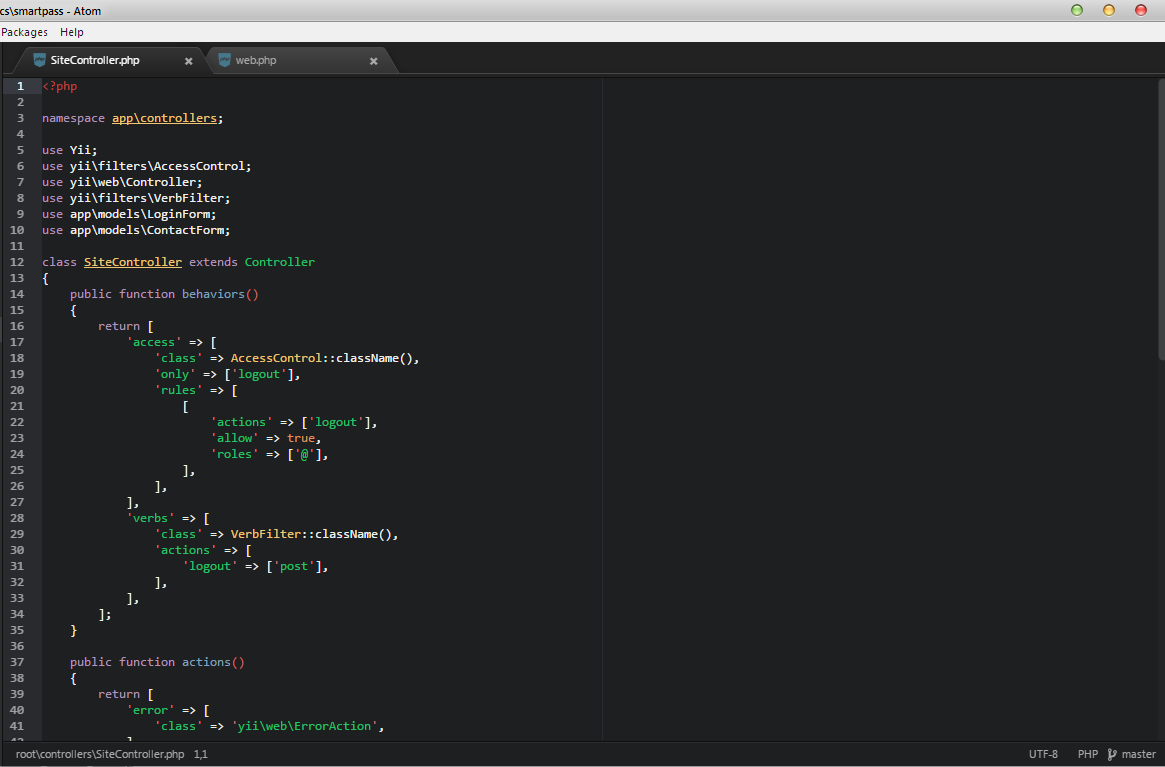 cs\smartpass - Atom
Packages Help
SiteController.php web.php
1 <?php
2
3 namespace app\controllers;
4
5 use Yii;
6 use yii\filters\AccessControl;
7 use yii\web\Controller;
8 use yii\filters\VerbFilter;
9 use app\models\LoginForm;
10 use app\models\ContactForm;
11
12 class SiteController extends Controller
13 {
14     public function behaviors()
15     {
16         return [
17             'access' => [
18                 'class' => AccessControl::className(),
19                 'only' => ['logout'],
20                 'rules' => [
21                     [
22                         'actions' => ['logout'],
23                         'allow' => true,
24                         'roles' => ['@'],
25                     ],
26                 ],
27             ],
28             'verbs' => [
29                 'class' => VerbFilter::className(),
30                 'actions' => [
31                     'logout' => ['post'],
32                 ],
33             ],
34         ];
35     }
36
37     public function actions()
38     {
39         return [
40             'error' => [
41                 'class' => 'yii\web\ErrorAction',
root\controllers\SiteController.php 1,1 UTF-8 PHP master